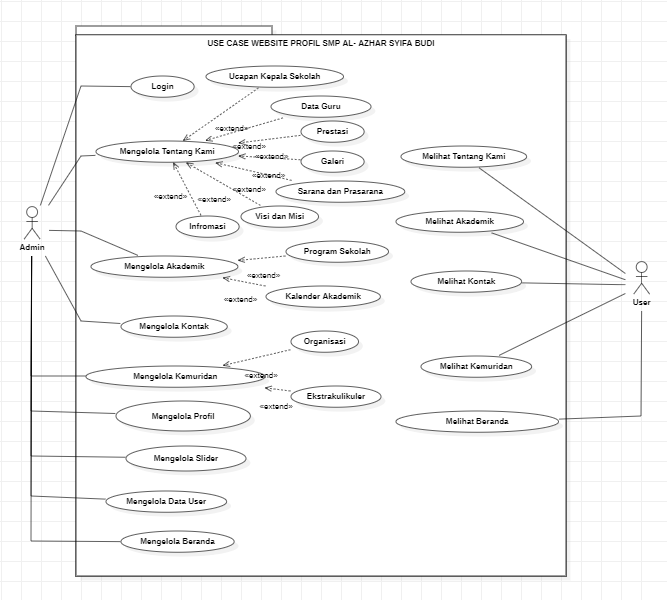 USE CASE WEBSITE PROFIL SMP AL- AZHAR SYIFA BUDI
Ucapan Kepala Sekolah
Login
Data Guru
«extend»
Prestasi
Mengelola Tentang Kami
«extend»
«extend»
Galeri
Melihat Tentang Kami
«extend»
Sarana dan Prasarana
«extend»
«extend»
«extend»
Visi dan Misi
Infromasi
Melihat Akademik
Admin
Program Sekolah
Mengelola Akademik
«extend»
Melihat Kontak
User
Kalender Akademik
«extend»
Mengelola Kontak
Organisasi
Melihat Kemuridan
Mengelola Kemuridan
«extend»
Ekstrakulikuler
«extend»
Mengelola Profil
Melihat Beranda
Mengelola Slider
Mengelola Data User
Mengelola Beranda